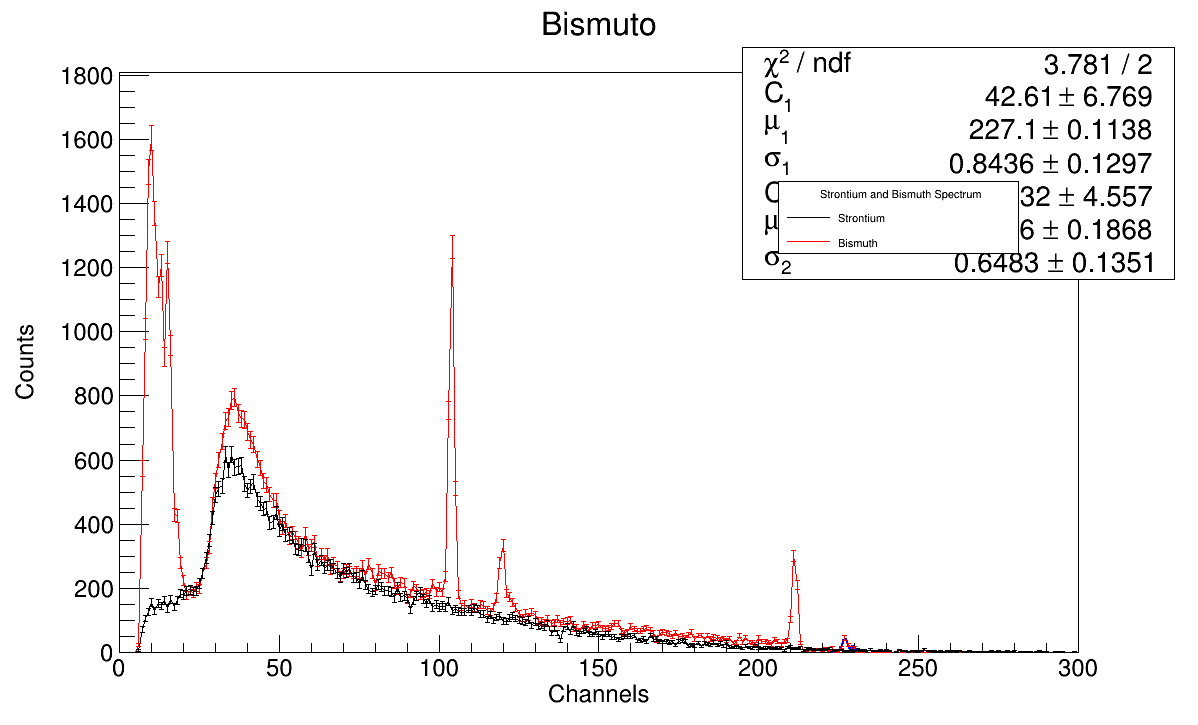 Bismuto
χ² / ndf 3.781 / 2
C₁ 42.61 ± 6.769
μ₁ 227.1 ± 0.1138
σ₁ 0.8436 ± 0.1297
32 ± 4.557
μ 6 ± 0.1868
σ₂ 0.6483 ± 0.1351
Strontium and Bismuth Spectrum
Strontium
Bismuth
1800
1600
1400
1200
1000
800
600
400
200
0
Counts
0 50 100 150 200 250 300
Channels